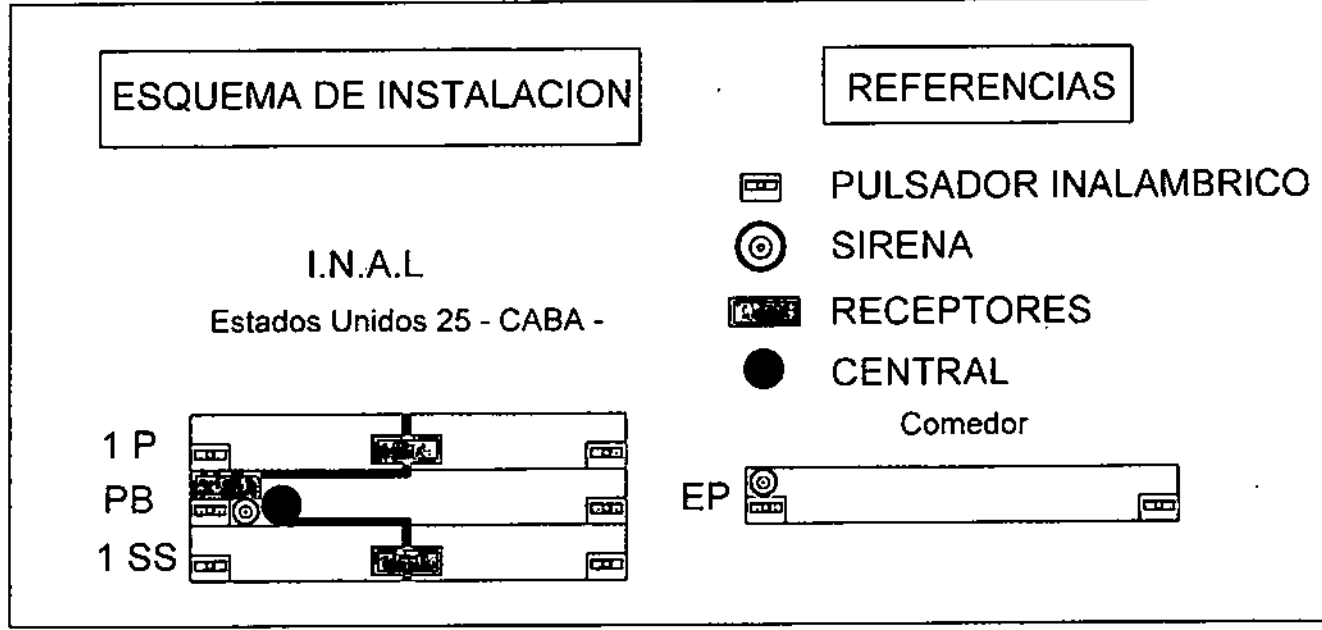 ESQUEMA DE INSTALACION
REFERENCIAS
PULSADOR INALAMBRICO
SIRENA
I.N.A.L
Estados Unidos 25 - CABA -
RECEPTORES
CENTRAL
Comedor
1 P
PB
1 SS
EP